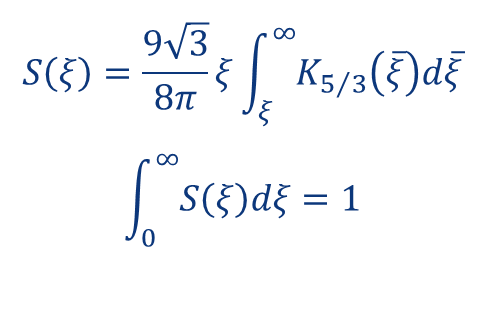 S(ξ) = 9√3/8π ξ ∫_ξ^∞ K_{5/3}(ξ̄)dξ̄
∫_0^∞ S(ξ)dξ = 1